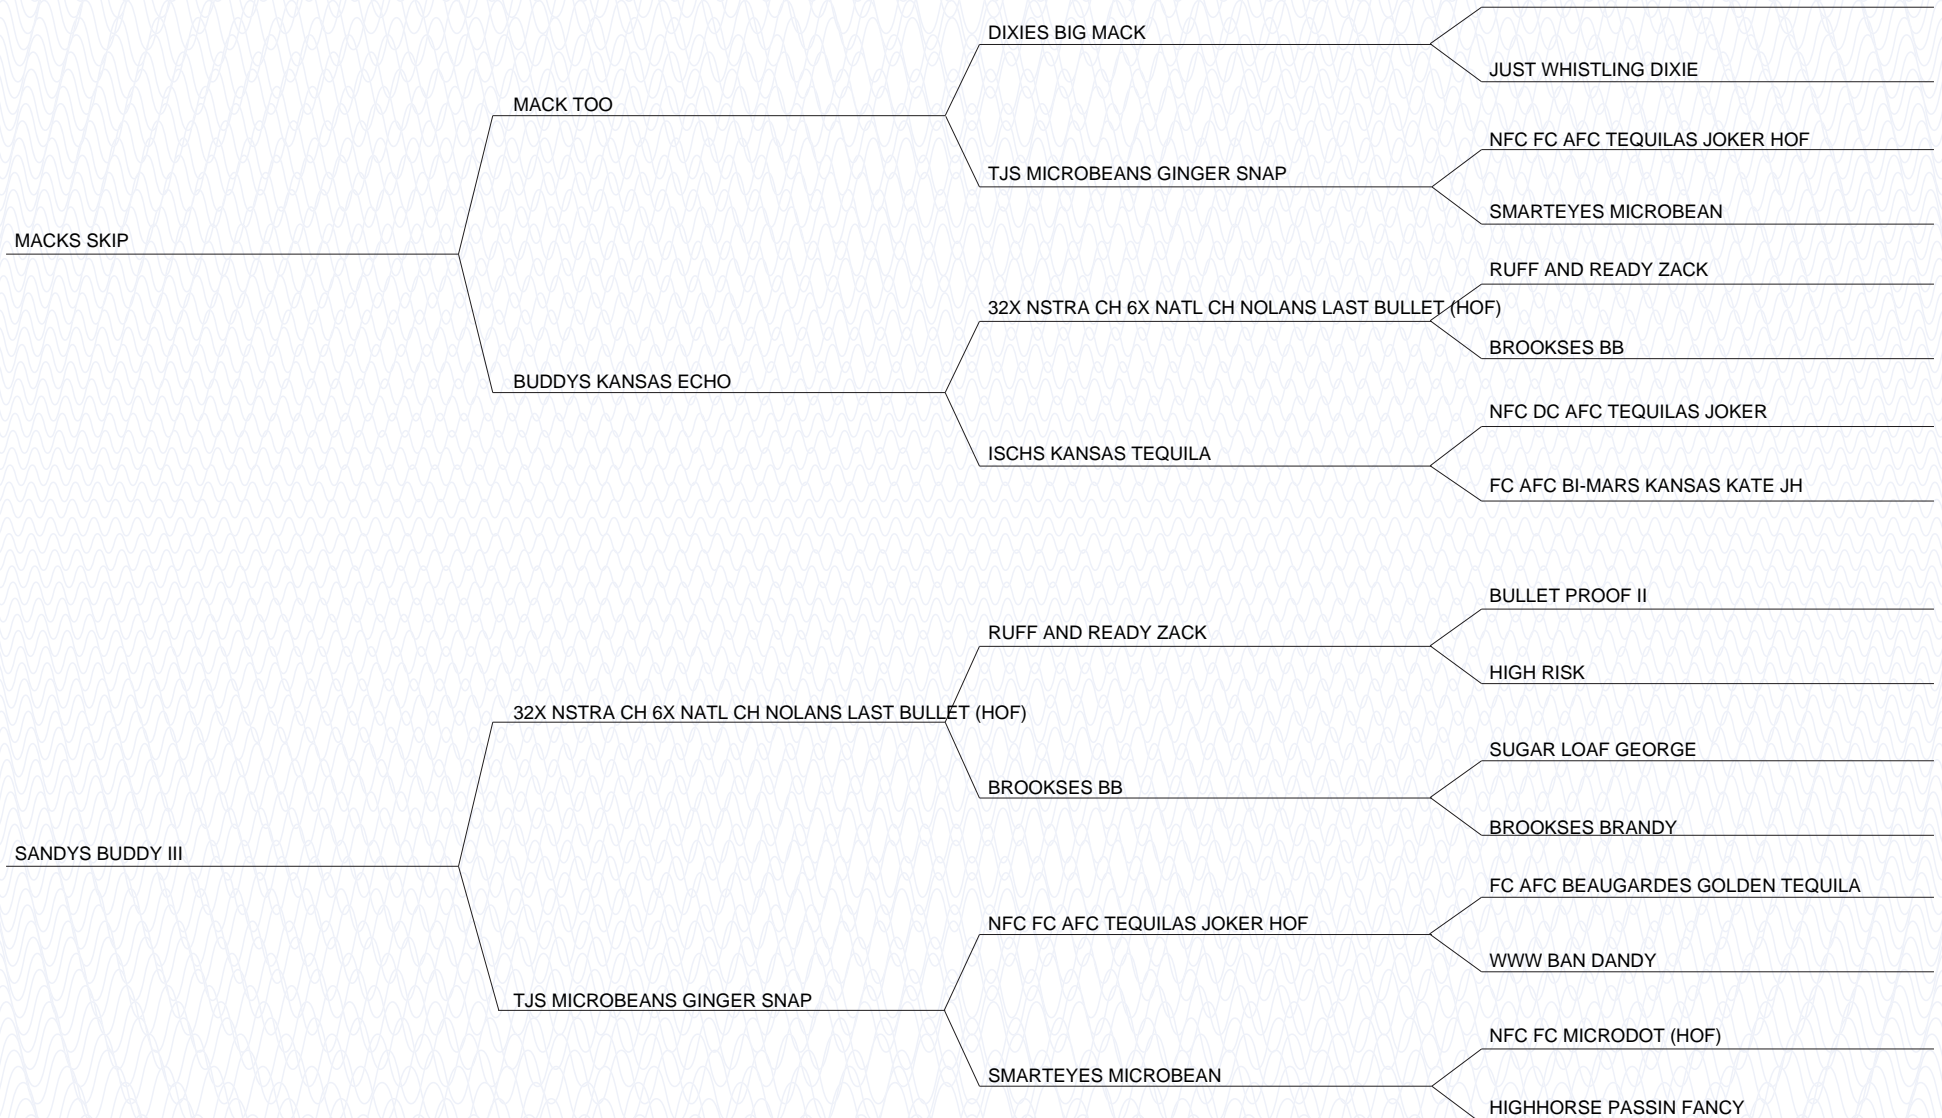 DIXIES BIG MACK
JUST WHISTLING DIXIE
MACK TOO
NFC FC AFC TEQUILAS JOKER HOF
TJS MICROBEANS GINGER SNAP
SMARTEYES MICROBEAN
MACKS SKIP
RUFF AND READY ZACK
32X NSTRA CH 6X NATL CH NOLANS LAST BULLET (HOF)
BROOKSES BB
BUDDYS KANSAS ECHO
NFC DC AFC TEQUILAS JOKER
ISCHS KANSAS TEQUILA
FC AFC BI-MARS KANSAS KATE JH
BULLET PROOF II
RUFF AND READY ZACK
HIGH RISK
32X NSTRA CH 6X NATL CH NOLANS LAST BULLET (HOF)
SUGAR LOAF GEORGE
BROOKSES BB
BROOKSES BRANDY
SANDYS BUDDY III
FC AFC BEAUGARDES GOLDEN TEQUILA
NFC FC AFC TEQUILAS JOKER HOF
WWW BAN DANDY
TJS MICROBEANS GINGER SNAP
NFC FC MICRODOT (HOF)
SMARTEYES MICROBEAN
HIGHHORSE PASSIN FANCY